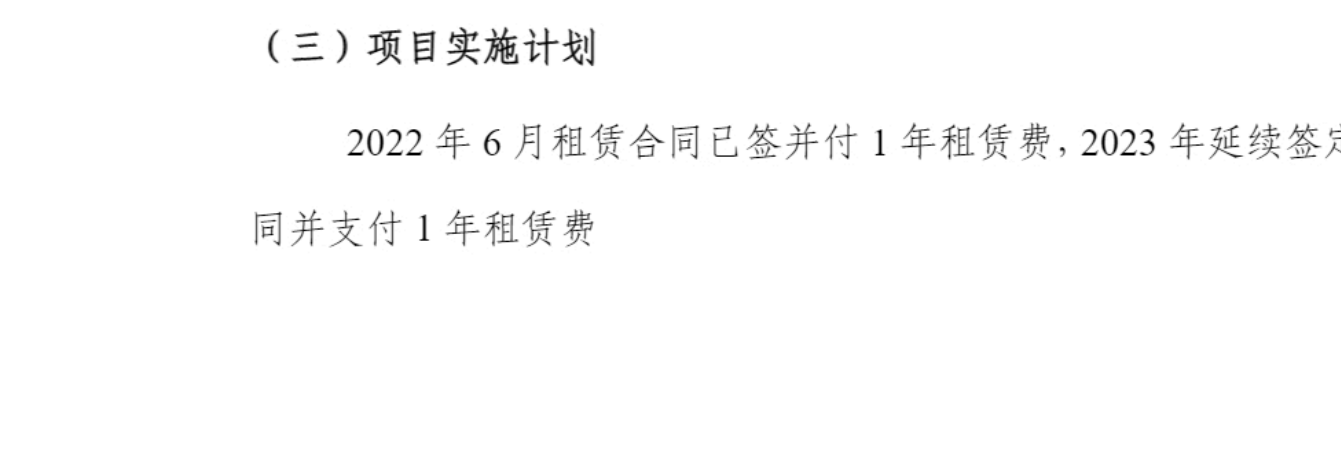 （三）项目实施计划
2022 年 6 月租赁合同已签并付 1 年租赁费，2023 年延续签
同并支付 1 年租赁费